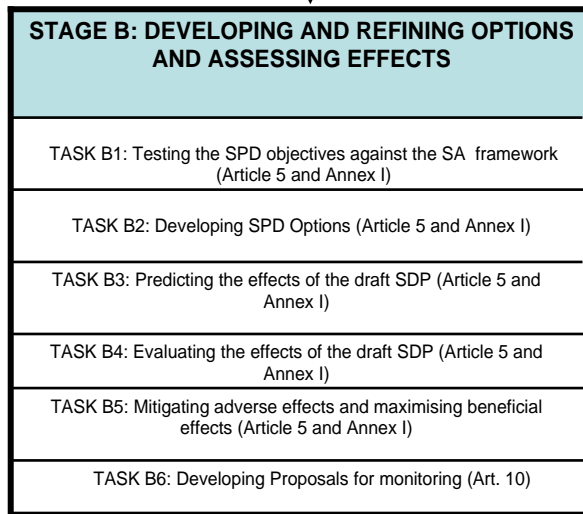 STAGE B: DEVELOPING AND REFINING OPTIONS
AND ASSESSING EFFECTS
TASK B1: Testing the SPD objectives against the SA framework
(Article 5 and Annex I)
TASK B2: Developing SPD Options (Article 5 and Annex I)
TASK B3: Predicting the effects of the draft SDP (Article 5 and
Annex I)
TASK B4: Evaluating the effects of the draft SDP (Article 5 and
Annex I)
TASK B5: Mitigating adverse effects and maximising beneficial
effects (Article 5 and Annex I)
TASK B6: Developing Proposals for monitoring (Art. 10)